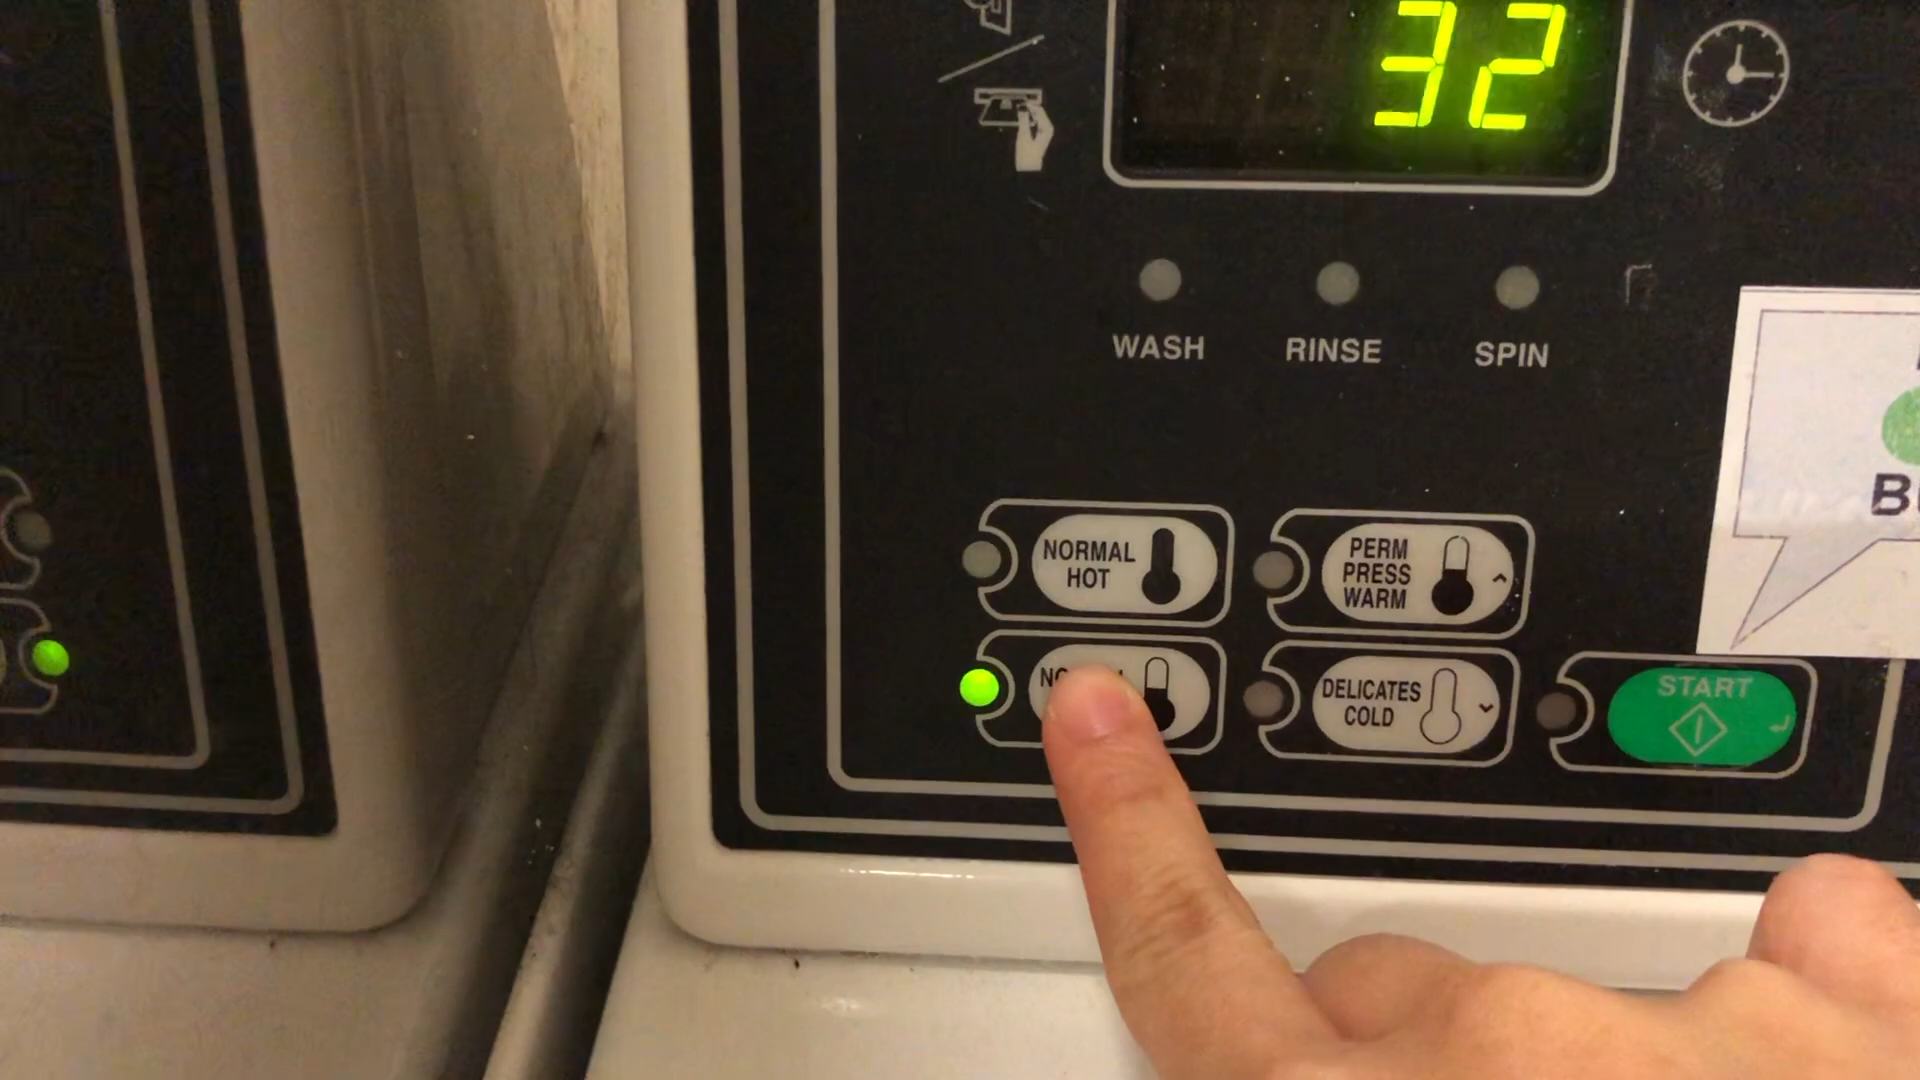 32
WASH
RINSE
SPIN
NORMAL
HOT
PERM
PRESS
WARM
DELICATES
COLD
START